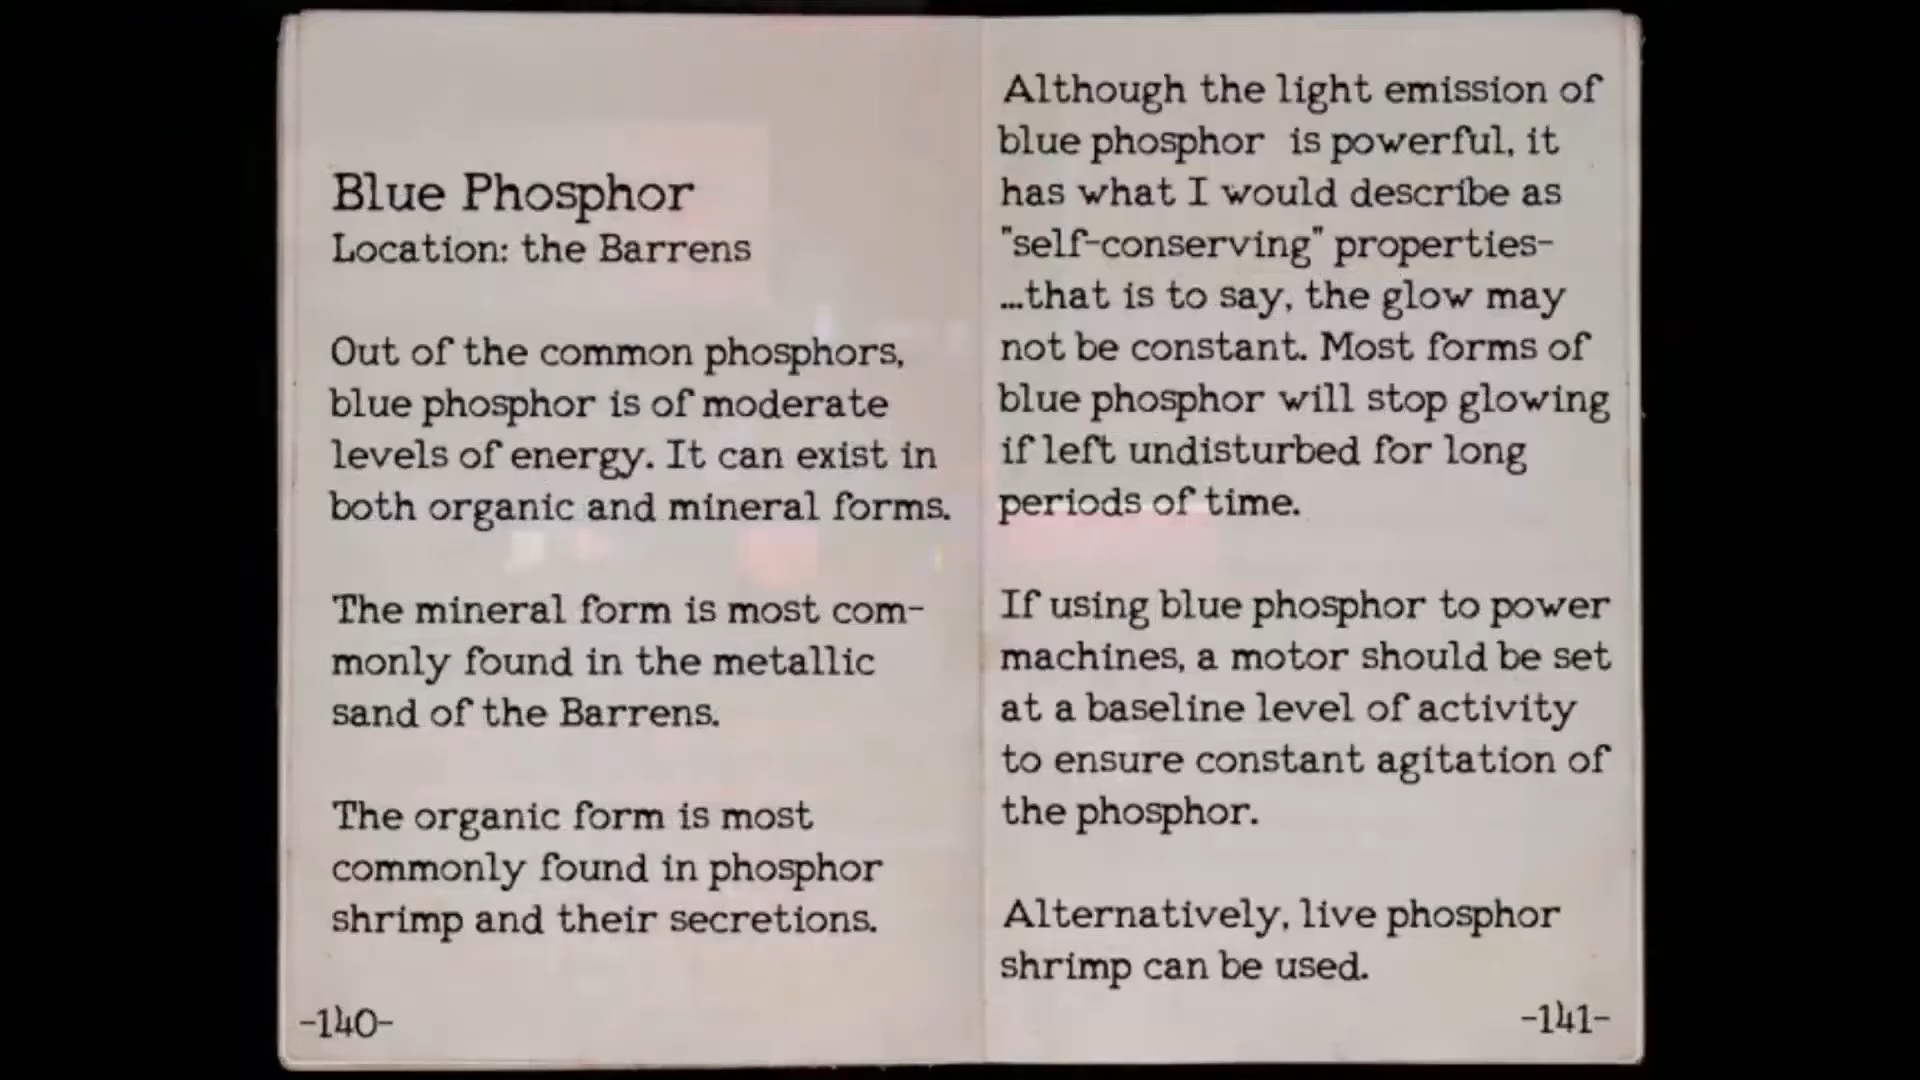 Blue Phosphor
Location: the Barrens
Out of the common phosphors,
blue phosphor is of moderate
levels of energy. It can exist in
both organic and mineral forms.
The mineral form is most com-
monly found in the metallic
sand of the Barrens.
The organic form is most
commonly found in phosphor
shrimp and their secretions.
-140-
Although the light emission of
blue phosphor is powerful, it
has what I would describe as
"self-conserving" properties-
...that is to say, the glow may
not be constant. Most forms of
blue phosphor will stop glowing
if left undisturbed for long
periods of time.
If using blue phosphor to power
machines, a motor should be set
at a baseline level of activity
to ensure constant agitation of
the phosphor.
Alternatively, live phosphor
shrimp can be used.
-141-